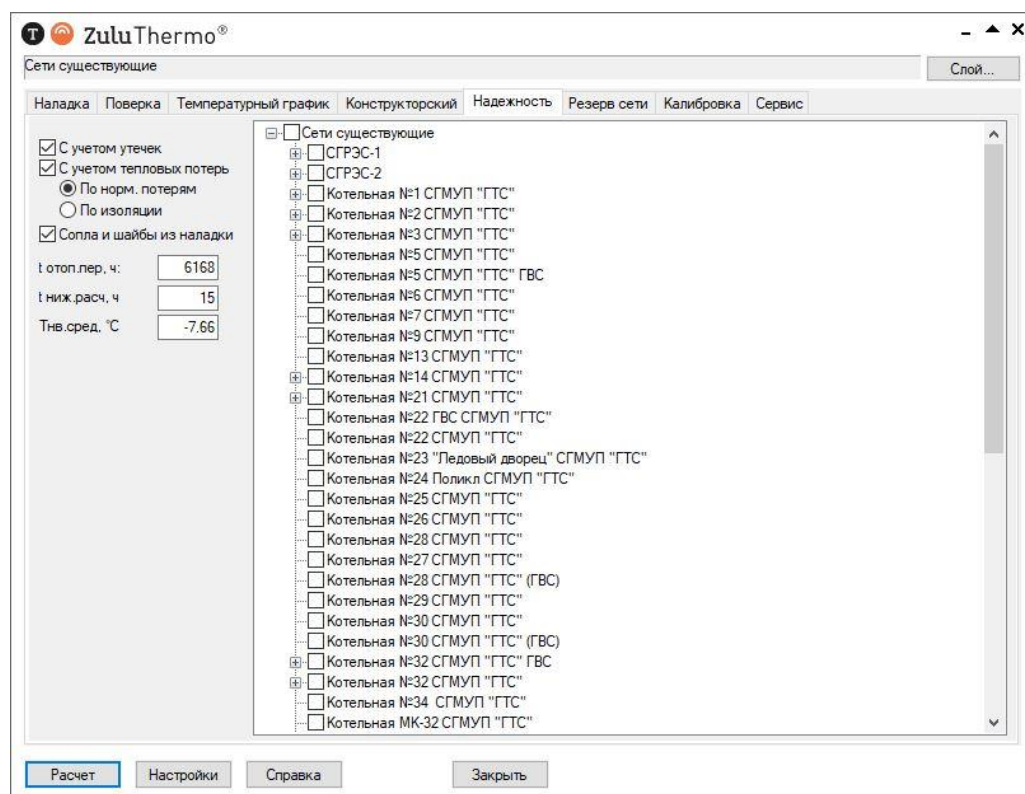 T ZuluThermo®
Сети существующие
Слой...
Наладка Поверка Температурный график Конструкторский Надежность Резерв сети Калибровка Сервис
С учетом утечек
С учетом тепловых потерь
По норм. потерям
По изоляции
Сопла и шайбы из наладки
t отоп.пер, ч: 6168
t ниж.расч, ч 15
Тнв.сред, °С -7.66
Сети существующие
СГРЭС-1
СГРЭС-2
Котельная №1 СГМУП "ГТС"
Котельная №2 СГМУП "ГТС"
Котельная №3 СГМУП "ГТС"
Котельная №5 СГМУП "ГТС"
Котельная №5 СГМУП "ГТС" ГВС
Котельная №6 СГМУП "ГТС"
Котельная №7 СГМУП "ГТС"
Котельная №9 СГМУП "ГТС"
Котельная №13 СГМУП "ГТС"
Котельная №14 СГМУП "ГТС"
Котельная №21 СГМУП "ГТС"
Котельная №22 ГВС СГМУП "ГТС"
Котельная №22 СГМУП "ГТС"
Котельная №23 "Ледовый дворец" СГМУП "ГТС"
Котельная №24 Поликл СГМУП "ГТС"
Котельная №25 СГМУП "ГТС"
Котельная №26 СГМУП "ГТС"
Котельная №28 СГМУП "ГТС"
Котельная №27 СГМУП "ГТС"
Котельная №28 СГМУП "ГТС" (ГВС)
Котельная №29 СГМУП "ГТС"
Котельная №30 СГМУП "ГТС"
Котельная №30 СГМУП "ГТС" (ГВС)
Котельная №32 СГМУП "ГТС" ГВС
Котельная №32 СГМУП "ГТС"
Котельная №34 СГМУП "ГТС"
Котельная МК-32 СГМУП "ГТС"
Расчет Настройки Справка Закрыть